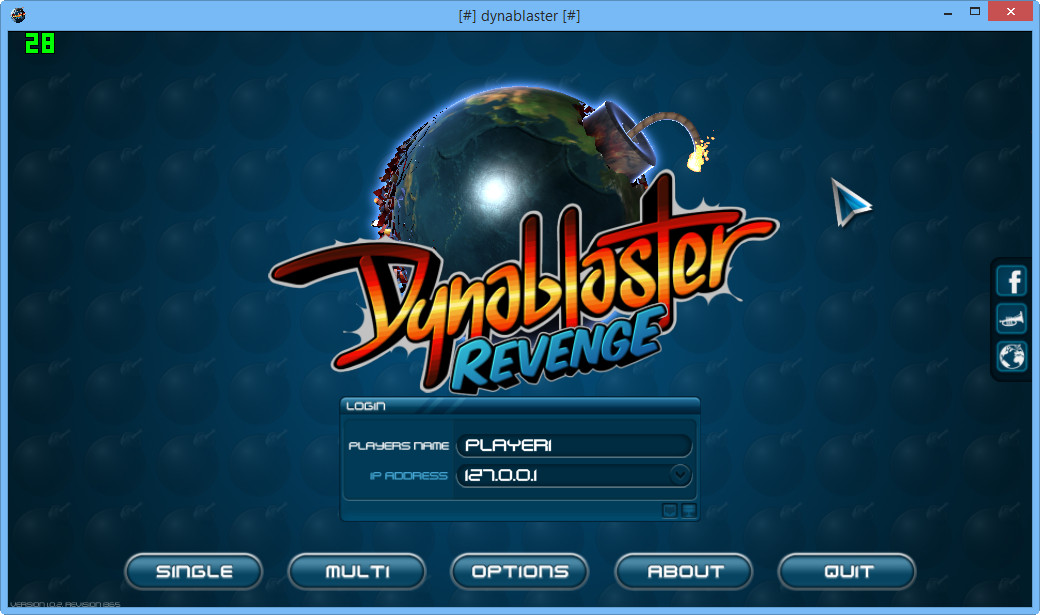 [#] dynablaster [#]
28
Dynablaster
REVENGE
LOGIN
PLAYERS NAME PLAYER1
IP ADDRESS 127.0.0.1
SINGLE MULTI OPTIONS ABOUT QUIT
VERSION 1.0.2, REVISION